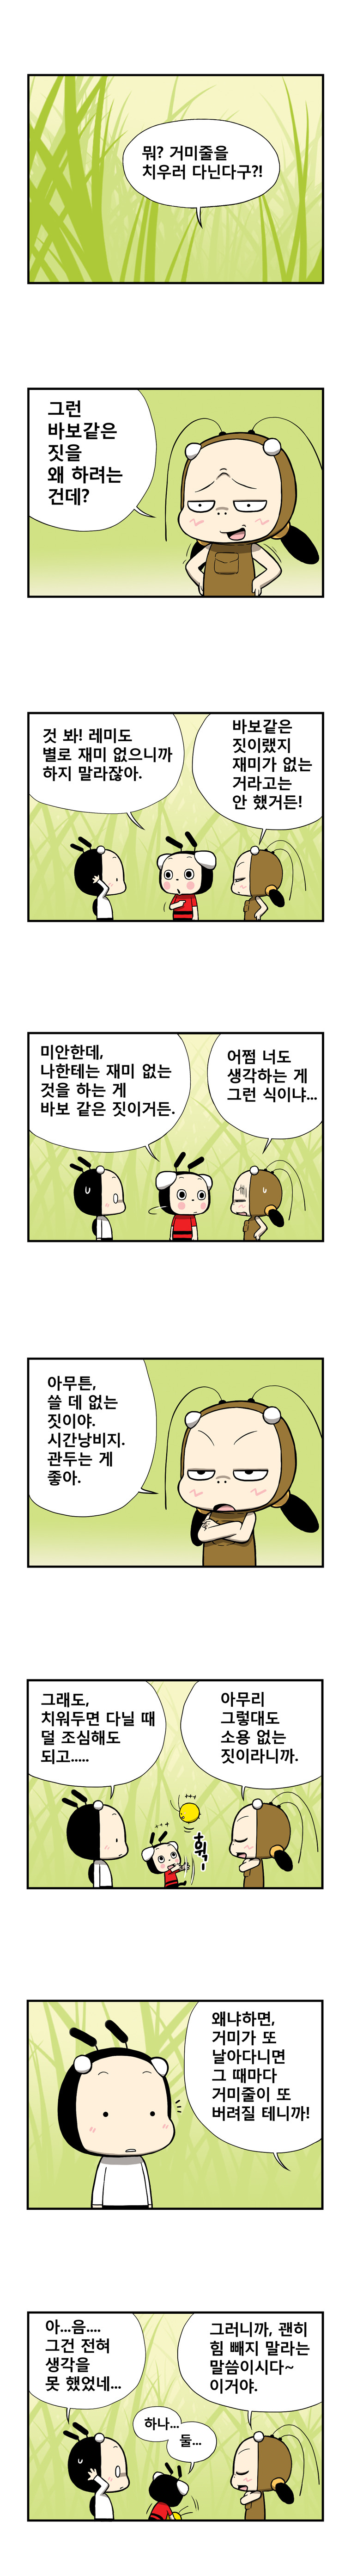 뭐? 거미줄을
치우러 다닌다구?!
그런
바보같은
짓을
왜 하려는
건데?
것 봐! 레미도
별로 재미 없으니까
하지 말라잖아.
바보같은
짓이랬지
재미가 없는
거라고는
안 했거든!
미안한데,
나한테는 재미 없는
것을 하는 게
바보 같은 짓이거든.
어쩜 너도
생각하는 게
그런 식이냐...
아무튼,
쓸 데 없는
짓이야.
시간낭비지.
관두는 게
좋아.
그래도,
치워두면 다닐 때
덜 조심해도
되고.....
아무리
그렇대도
소용 없는
짓이라니까.
휙
왜냐하면,
거미가 또
날아다니면
그 때마다
거미줄이 또
버려질 테니까!
아...음....
그건 전혀
생각을
못 했었네...
그러니까, 괜히
힘 빼지 말라는
말씀이시다~
이거야.
하나...
둘...